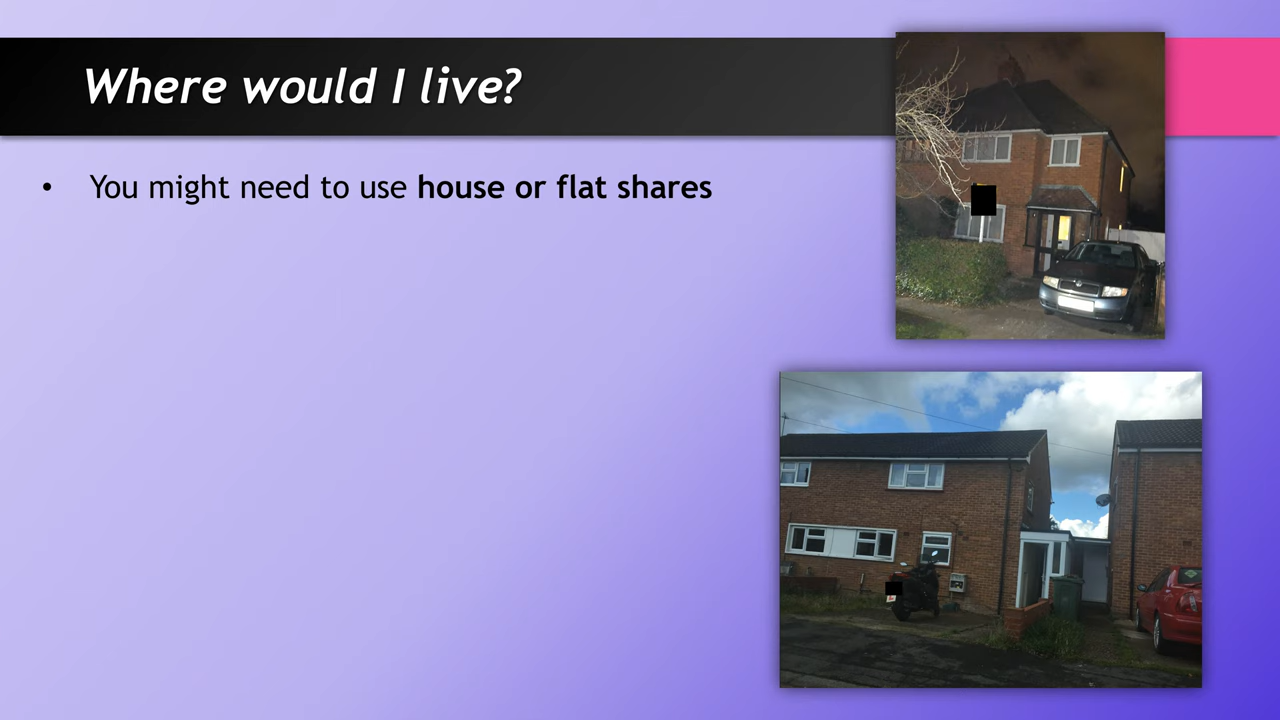 Where would I live?
• You might need to use house or flat shares